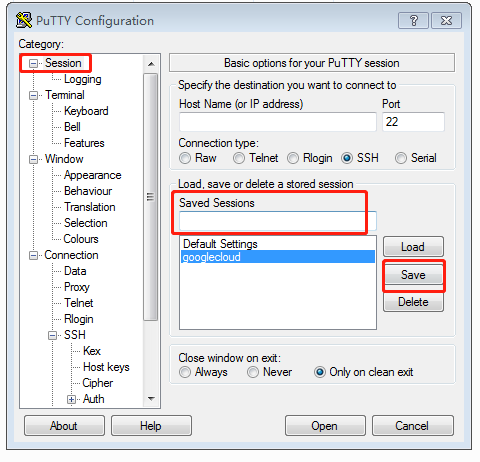 PuTTY Configuration
?
Category:
Session
Logging
Terminal
Keyboard
Bell
Features
Window
Appearance
Behaviour
Translation
Selection
Colours
Connection
Data
Proxy
Telnet
Rlogin
SSH
Kex
Host keys
Cipher
Auth
Basic options for your PuTTY session
Specify the destination you want to connect to
Host Name (or IP address) Port
22
Connection type:
Raw Telnet Rlogin SSH Serial
Load, save or delete a stored session
Saved Sessions
Default Settings
googlecloud
Load
Save
Delete
Close window on exit:
Always Never Only on clean exit
About Help Open Cancel